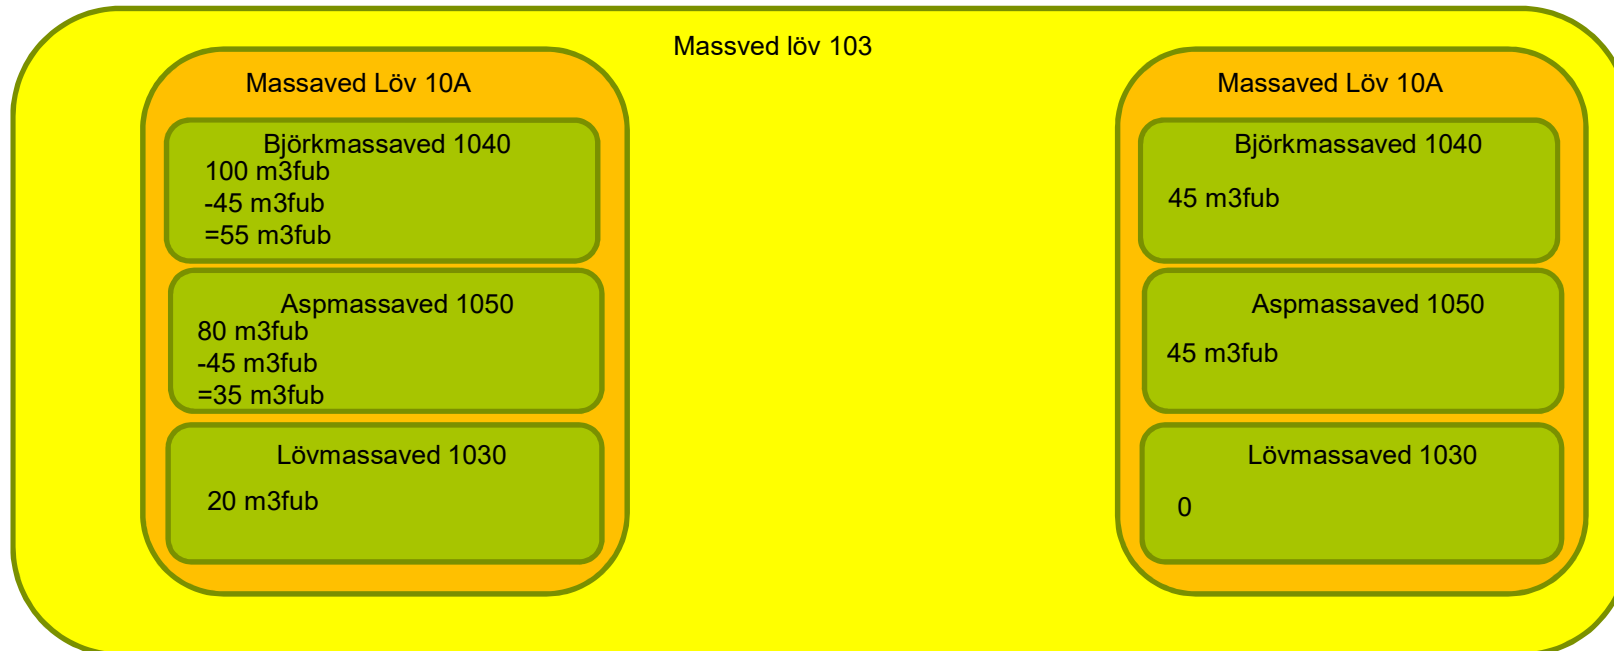 Massved löv 103
Massaved Löv 10A
Björkmassaved 1040
100 m3fub
-45 m3fub
=55 m3fub
Aspmassaved 1050
80 m3fub
-45 m3fub
=35 m3fub
Lövmassaved 1030
20 m3fub
Massaved Löv 10A
Björkmassaved 1040
45 m3fub
Aspmassaved 1050
45 m3fub
Lövmassaved 1030
0